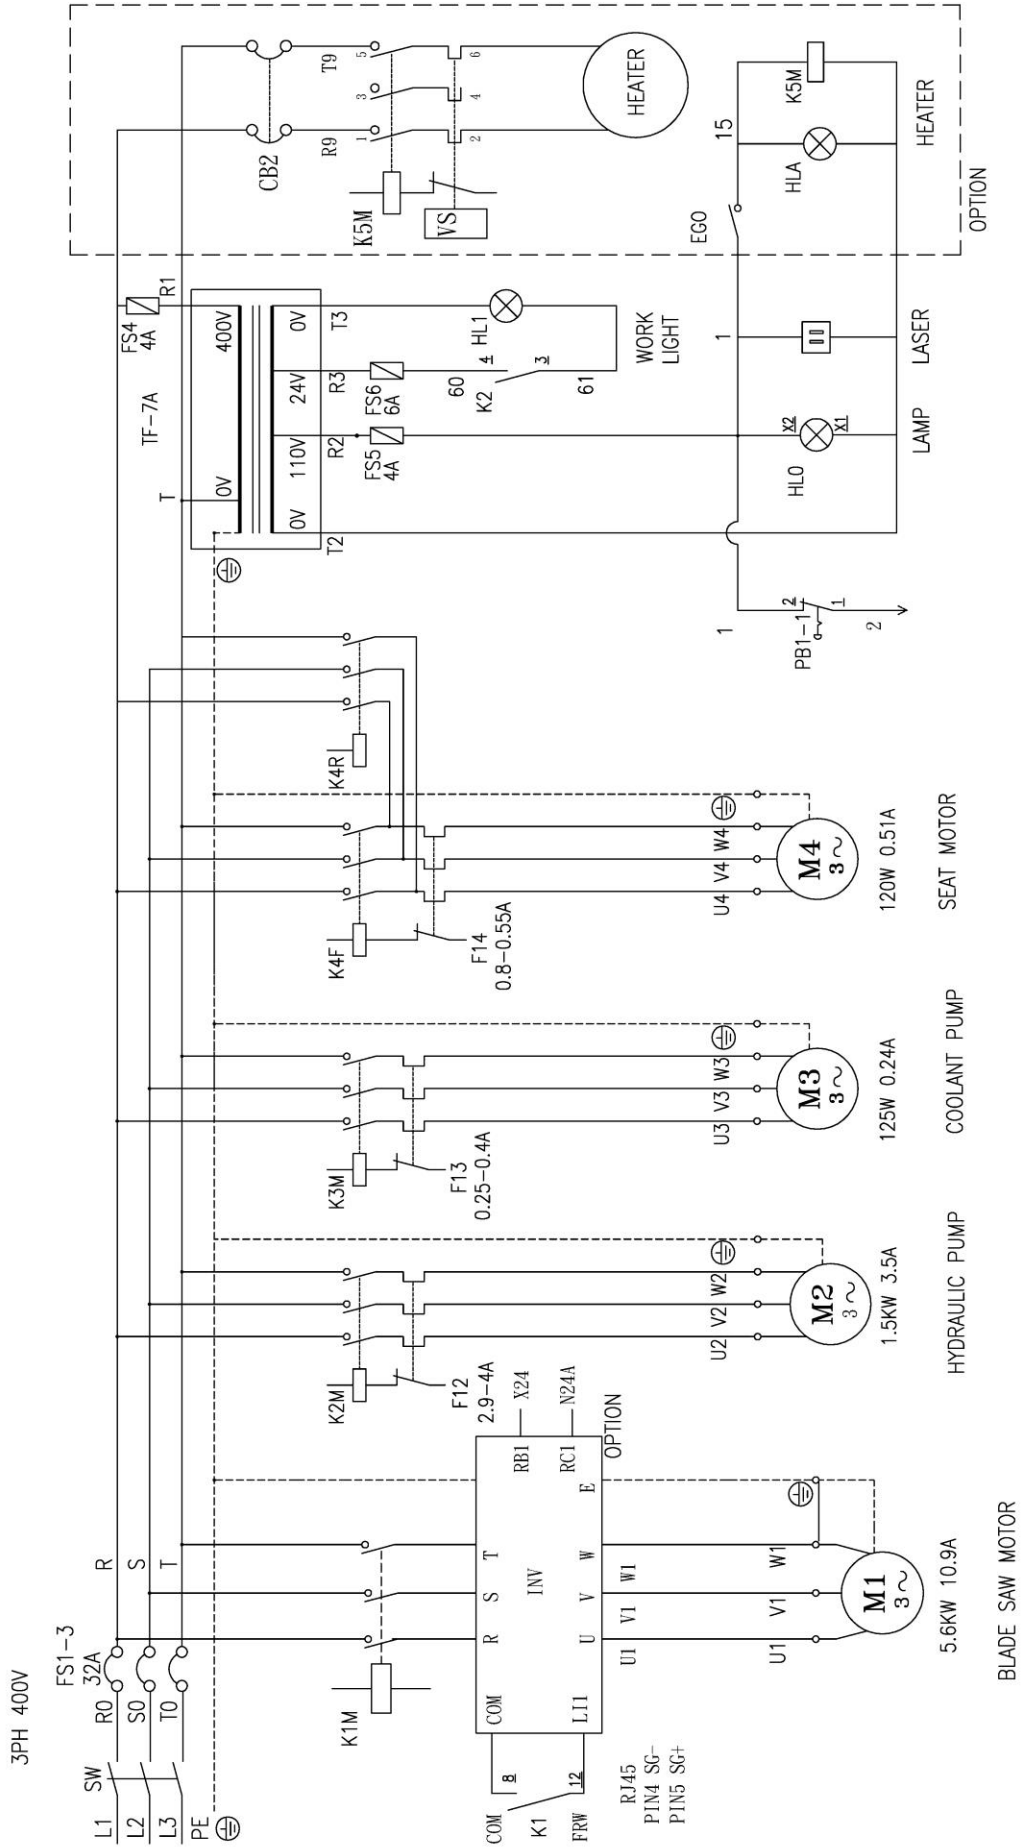 3PH 400V
FS1-3
32A
SW
L1
R0
R
L2
S0
S
L3
T0
T
PE
K1M
COM
8
K1
12
FRW
RJ45
PIN4 SG-
PIN5 SG+
COM
R
S
T
INV
RB1
X24
RC1
N24A
LI1
U
V
W
E
OPTION
U1
V1
W1
U1
V1
W1
M1
3~
5.6KW 10.9A
BLADE SAW MOTOR
K2M
F12
2.9-4A
U2
V2
W2
M2
3~
1.5KW 3.5A
HYDRAULIC PUMP
K3M
F13
0.25-0.4A
U3
V3
W3
M3
3~
125W 0.24A
COOLANT PUMP
K4F
F14
0.8-0.55A
K4R
U4
V4
W4
M4
3~
120W 0.51A
SEAT MOTOR
T
TF-7A
FS4
4A
R1
0V
400V
0V
110V
24V
0V
T2
R2
R3
T3
FS5
4A
FS6
6A
60
4
K2
3
61
HL1
WORK
LIGHT
1
2
PB1-1
1
2
HL0
X2
X1
LAMP
1
LASER
EGO
15
HLA
K5M
HEATER
OPTION
CB2
R9
T9
1
3
5
K5M
VS
2
4
6
HEATER